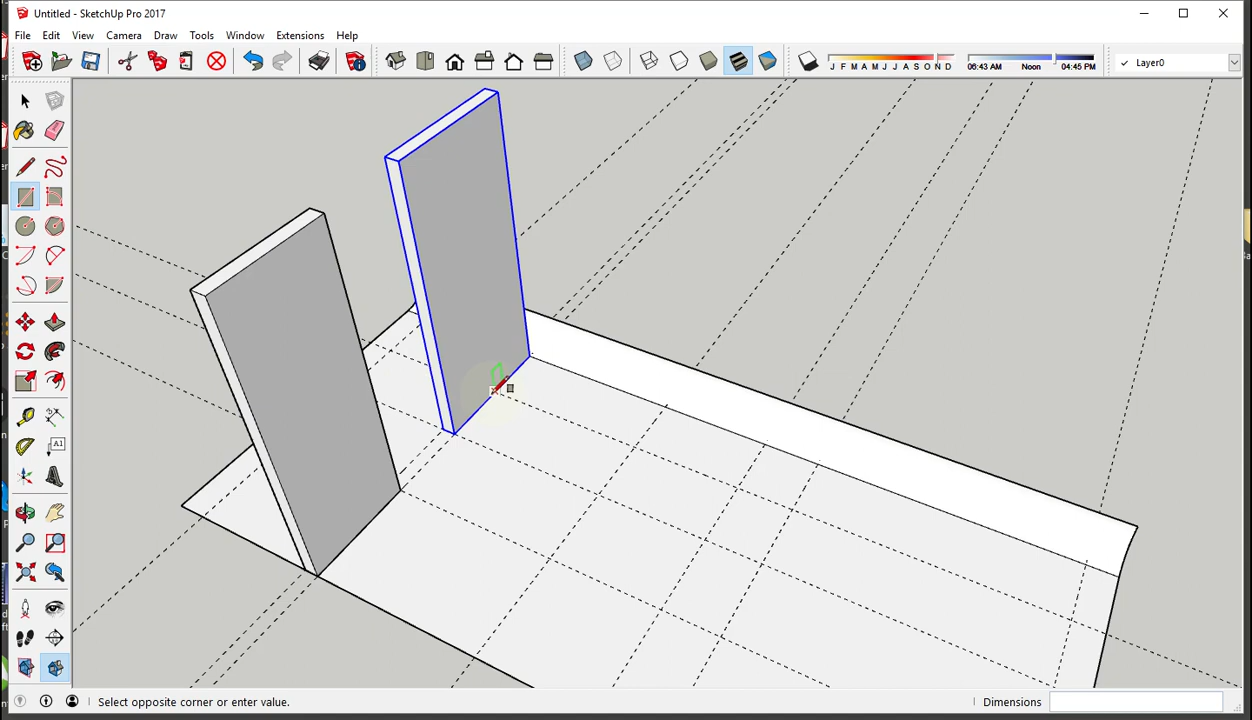 Untitled - SketchUp Pro 2017
File Edit Camera Draw Tools Window Extensions Help
J F M A M J J A S O N D
06:43 AM Noon 04:45 PM
Layer0
A1
Select opposite corner or enter value.
Dimensions